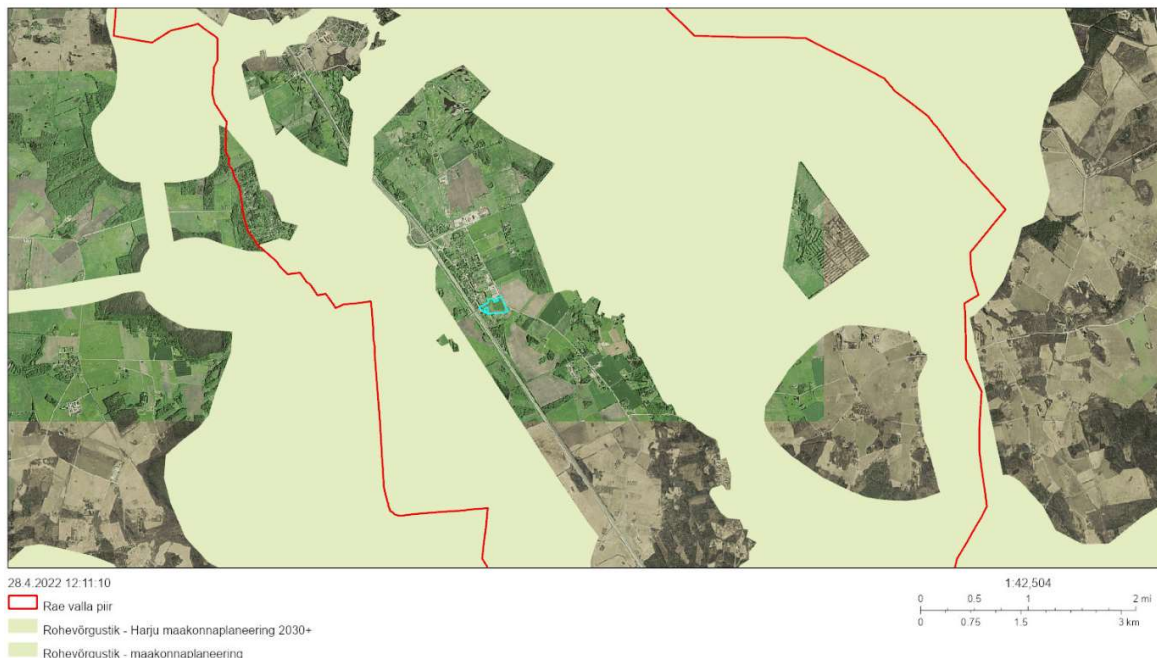 28.4.2022 12:11:10
Rae valla piir
Rohevõrgustik - Harju maakonnaplaneering 2030+
Rohevõrgustik - maakonnaplaneering
1:42,504
0 0.5 1 2 mi
0 0.75 1.5 3 km